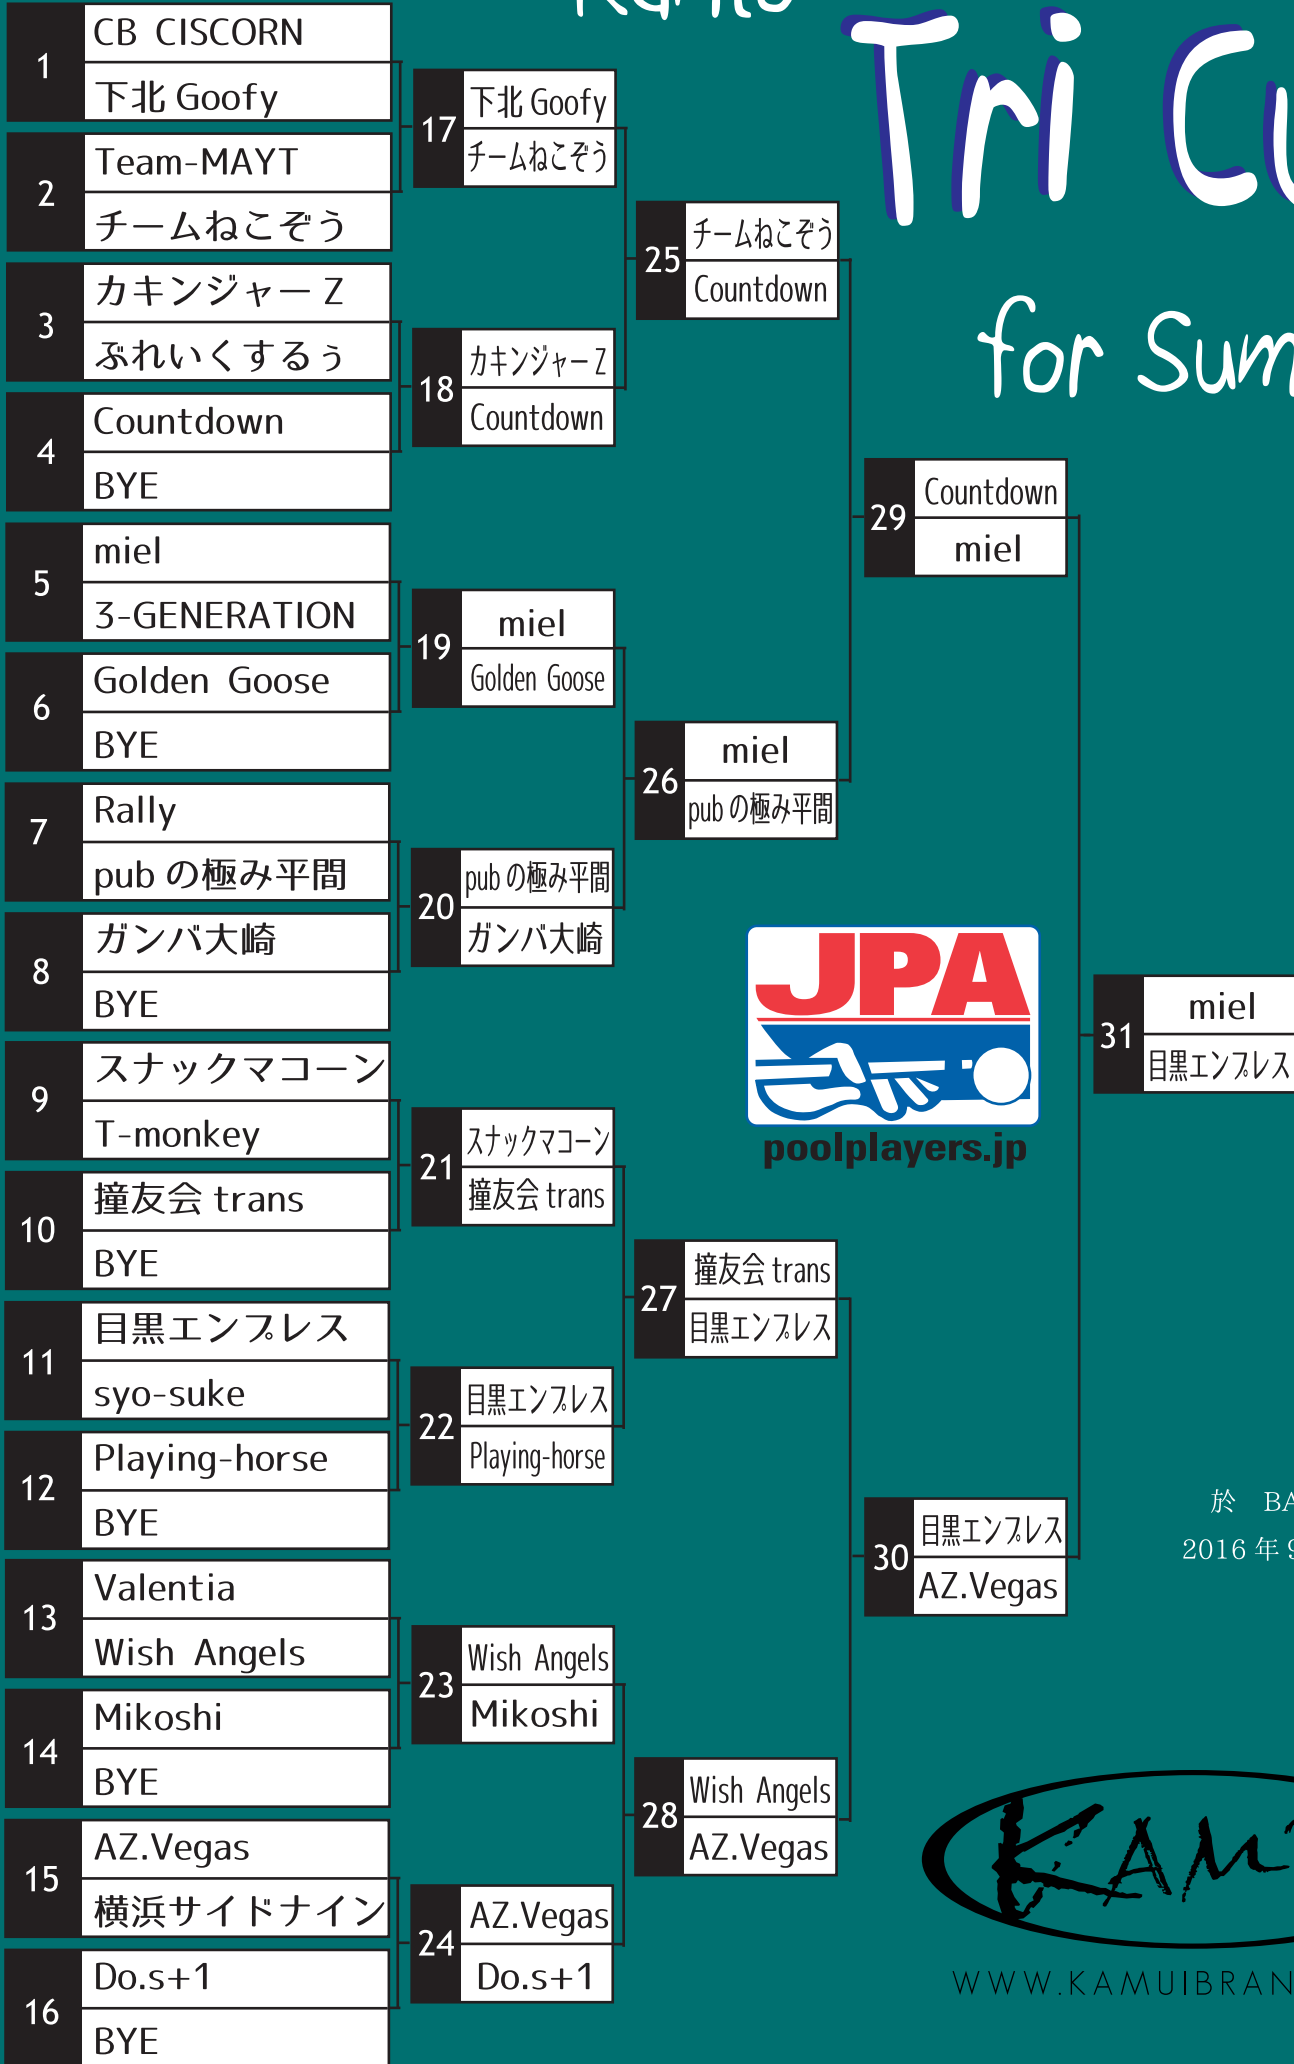 Tri
for
1
CB CISCORN
下北 Goofy
2
Team-MAYT
チームねこぞう
3
カキンジャー Z
ぶれいくするぅ
4
Countdown
BYE
5
miel
3-GENERATION
6
Golden Goose
BYE
7
Rally
pub の極み平間
8
ガンバ大崎
BYE
9
スナックマコーン
T-monkey
10
撞友会 trans
BYE
11
目黒エンプレス
syo-suke
12
Playing-horse
BYE
13
Valentia
Wish Angels
14
Mikoshi
BYE
15
AZ.Vegas
横浜サイドナイン
16
Do.s+1
BYE
17
下北 Goofy
チームねこぞう
18
カキンジャー Z
Countdown
19
miel
Golden Goose
20
pub の極み平間
ガンバ大崎
21
スナックマコーン
撞友会 trans
22
目黒エンプレス
Playing-horse
23
Wish Angels
Mikoshi
24
AZ.Vegas
Do.s+1
25
チームねこぞう
Countdown
26
miel
pub の極み平間
27
撞友会 trans
目黒エンプレス
28
Wish Angels
AZ.Vegas
29
Countdown
miel
30
目黒エンプレス
AZ.Vegas
31
miel
目黒エンプレス
JPA
poolplayers.jp
於 BA
2016 年 9
WWW.KAMUIBRAN